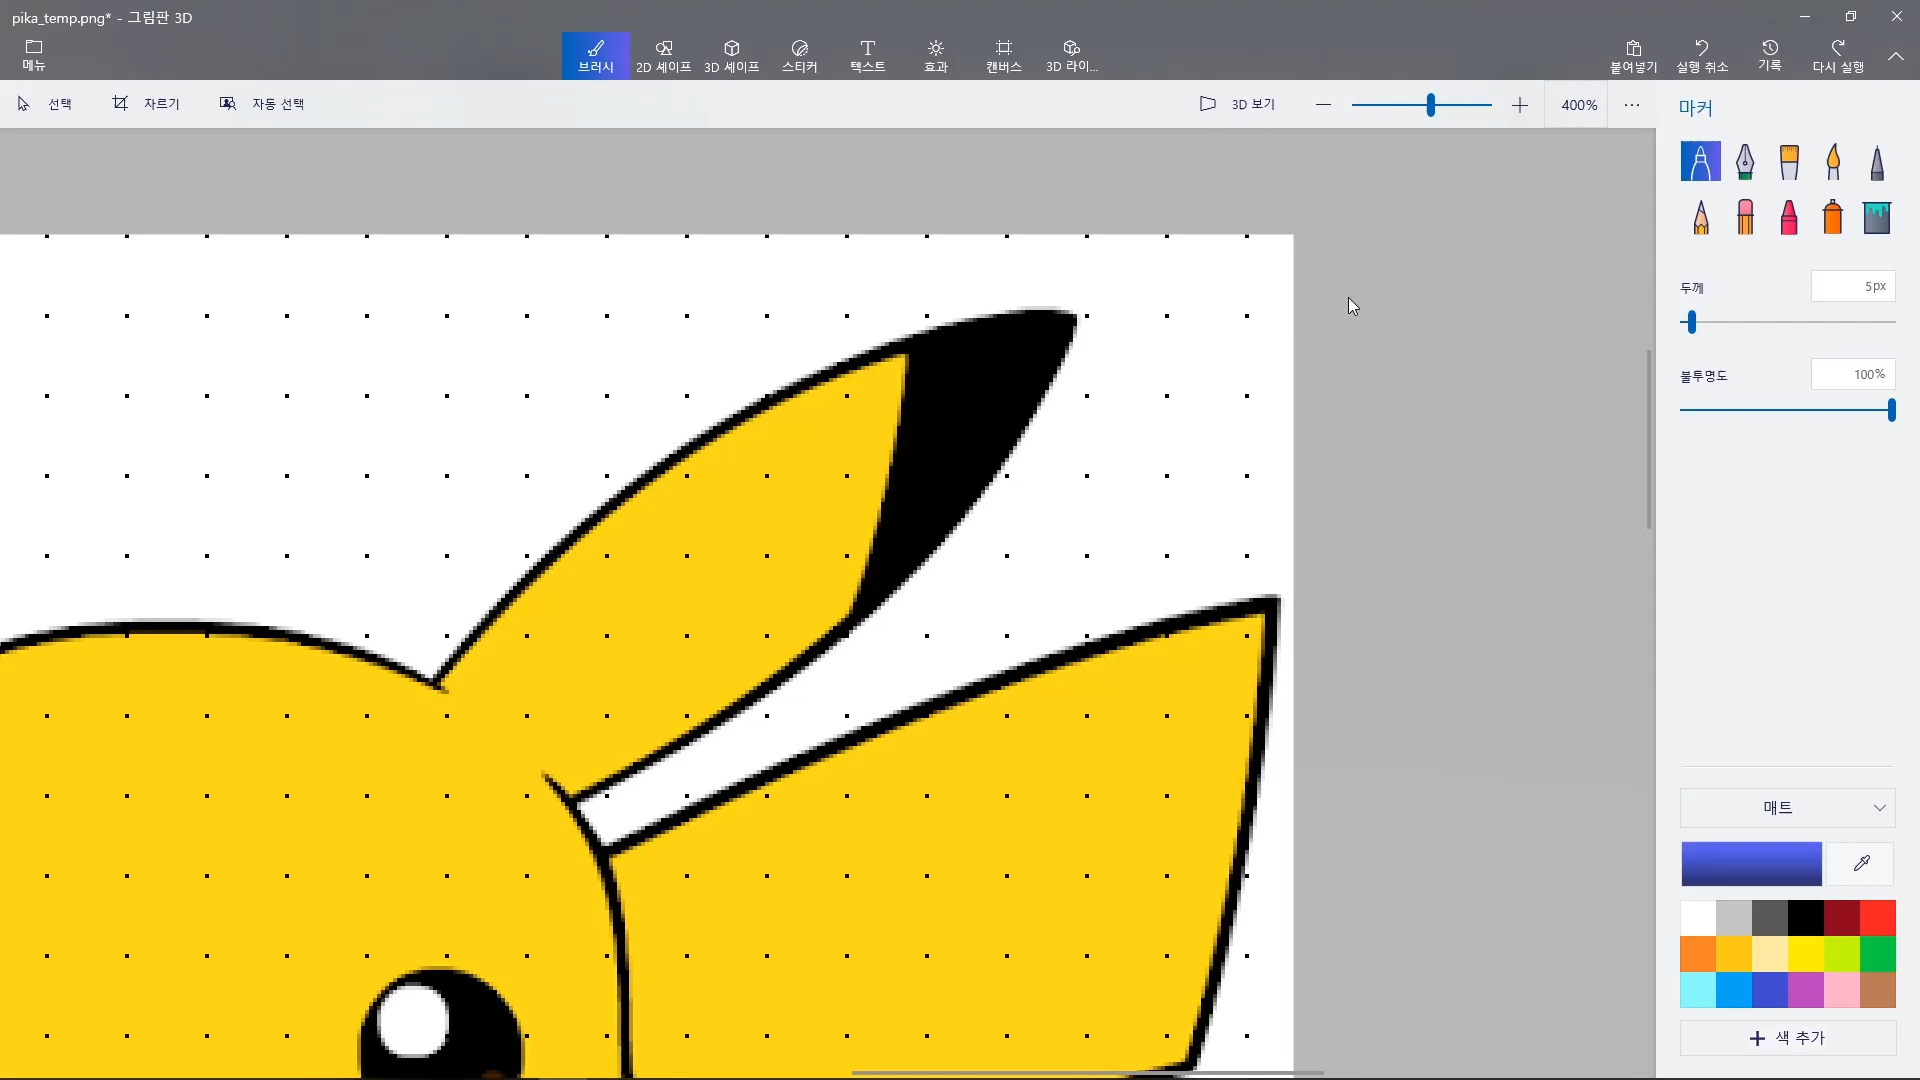 pika_temp.png* - 그림판 3D
메뉴
브러시
2D 셰이프
3D 셰이프
스티커
텍스트
효과
캔버스
3D 라이...
붙여넣기
실행 취소
기록
다시 실행
선택
자르기
자동 선택
3D 보기
400%
마커
두께
5px
불투명도
100%
매트
색 추가